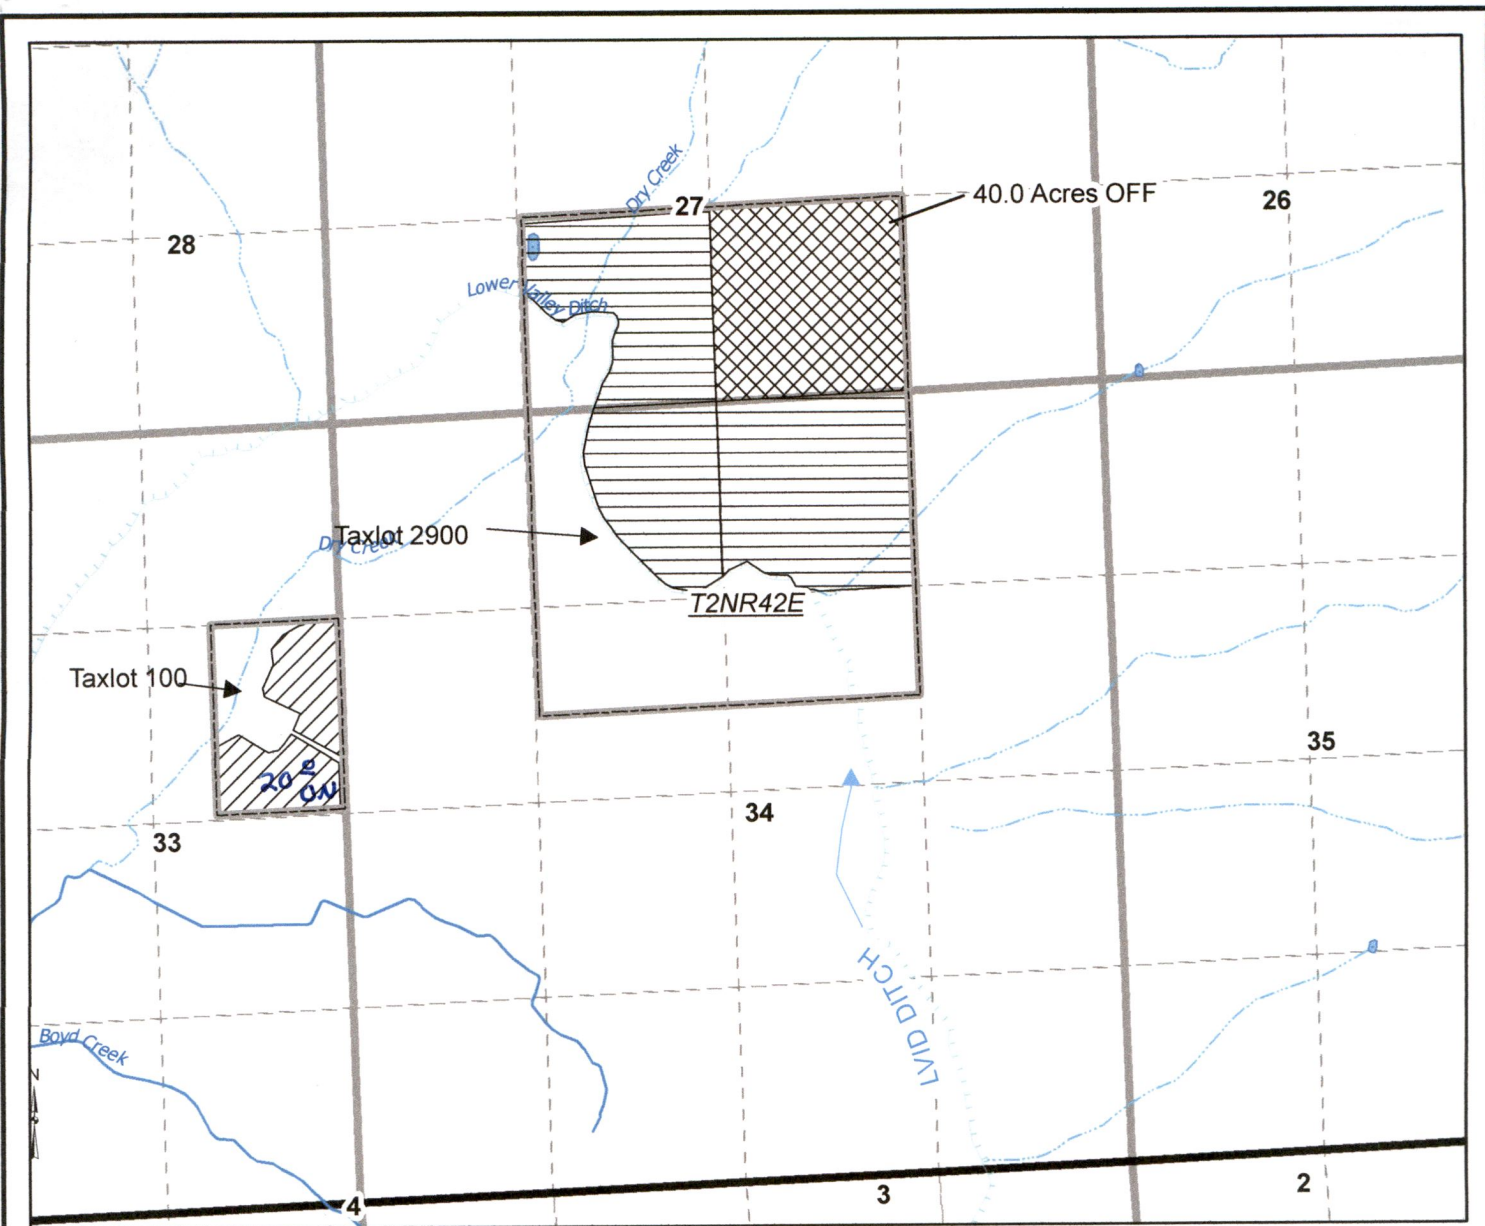 Dry Creek
40.0 Acres OFF
27
26
28
Lower Valley Ditch
Taxlot 2900
Dry Creek
T2NR42E
Taxlot 100
35
20 0 ON
34
33
LVID DITCH
Boyd Creek
N
4
3
2